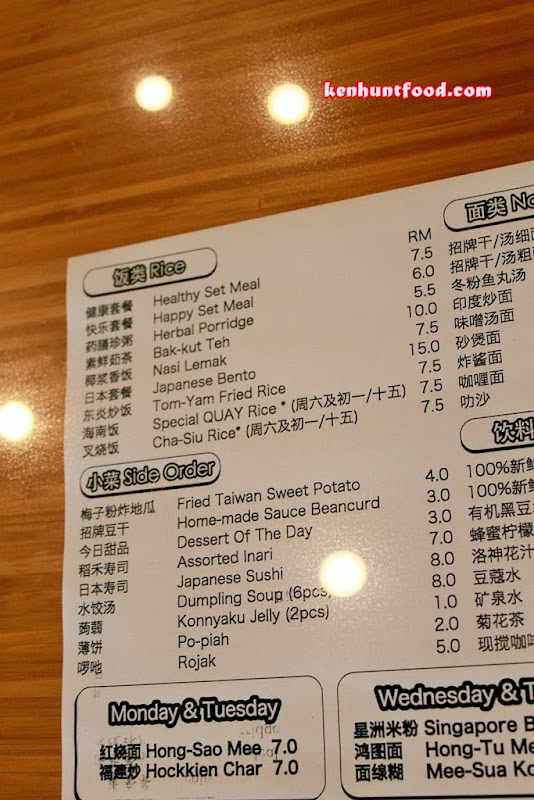 kenhuntfood.com
饭类 Rice
RM
健康套餐 Healthy Set Meal 7.5
快乐套餐 Happy Set Meal 6.0
药膳珍粥 Herbal Porridge 5.5
素鲜茹茶 Bak-kut Teh 10.0
椰浆香饭 Nasi Lemak 7.5
日本套餐 Japanese Bento 15.0
东炎炒饭 Tom-Yam Fried Rice 7.5
海南饭 Special QUAY Rice * (周六及初一/十五) 7.5
叉烧饭 Cha-Siu Rice* (周六及初一/十五) 7.5
小菜 Side Order
梅子粉炸地瓜 Fried Taiwan Sweet Potato 4.0
招牌豆干 Home-made Sauce Beancurd 3.0
今日甜品 Dessert Of The Day 3.0
稻禾寿司 Assorted Inari 7.0
日本寿司 Japanese Sushi 8.0
水饺汤 Dumpling Soup (6pcs) 8.0
蒟蒻 Konnyaku Jelly (2pcs) 1.0
薄饼 Po-piah 2.0
啰吔 Rojak 5.0
面类 No
招牌干/汤细面
招牌干/汤粗面
冬粉鱼丸汤
印度炒面
味噌汤面
砂煲面
炸酱面
咖喱面
叻沙
饮料
100%新鲜
100%新鲜
有机黑豆
蜂蜜柠檬
洛神花汁
豆蔻水
矿泉水
菊花茶
现搅咖
Monday & Tuesday
红烧面 Hong-Sao Mee 7.0
福建炒 Hockkien Char 7.0
Wednesday & T
星洲米粉 Singapore B
鸿图面 Hong-Tu Me
面缐糊 Mee-Sua Ko